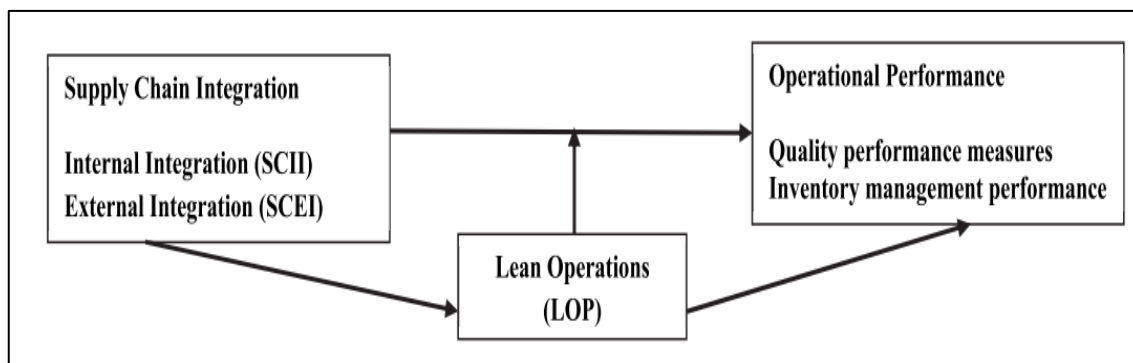 Supply Chain Integration
Internal Integration (SCII)
External Integration (SCEI)
Operational Performance
Quality performance measures
Inventory management performance
Lean Operations
(LOP)